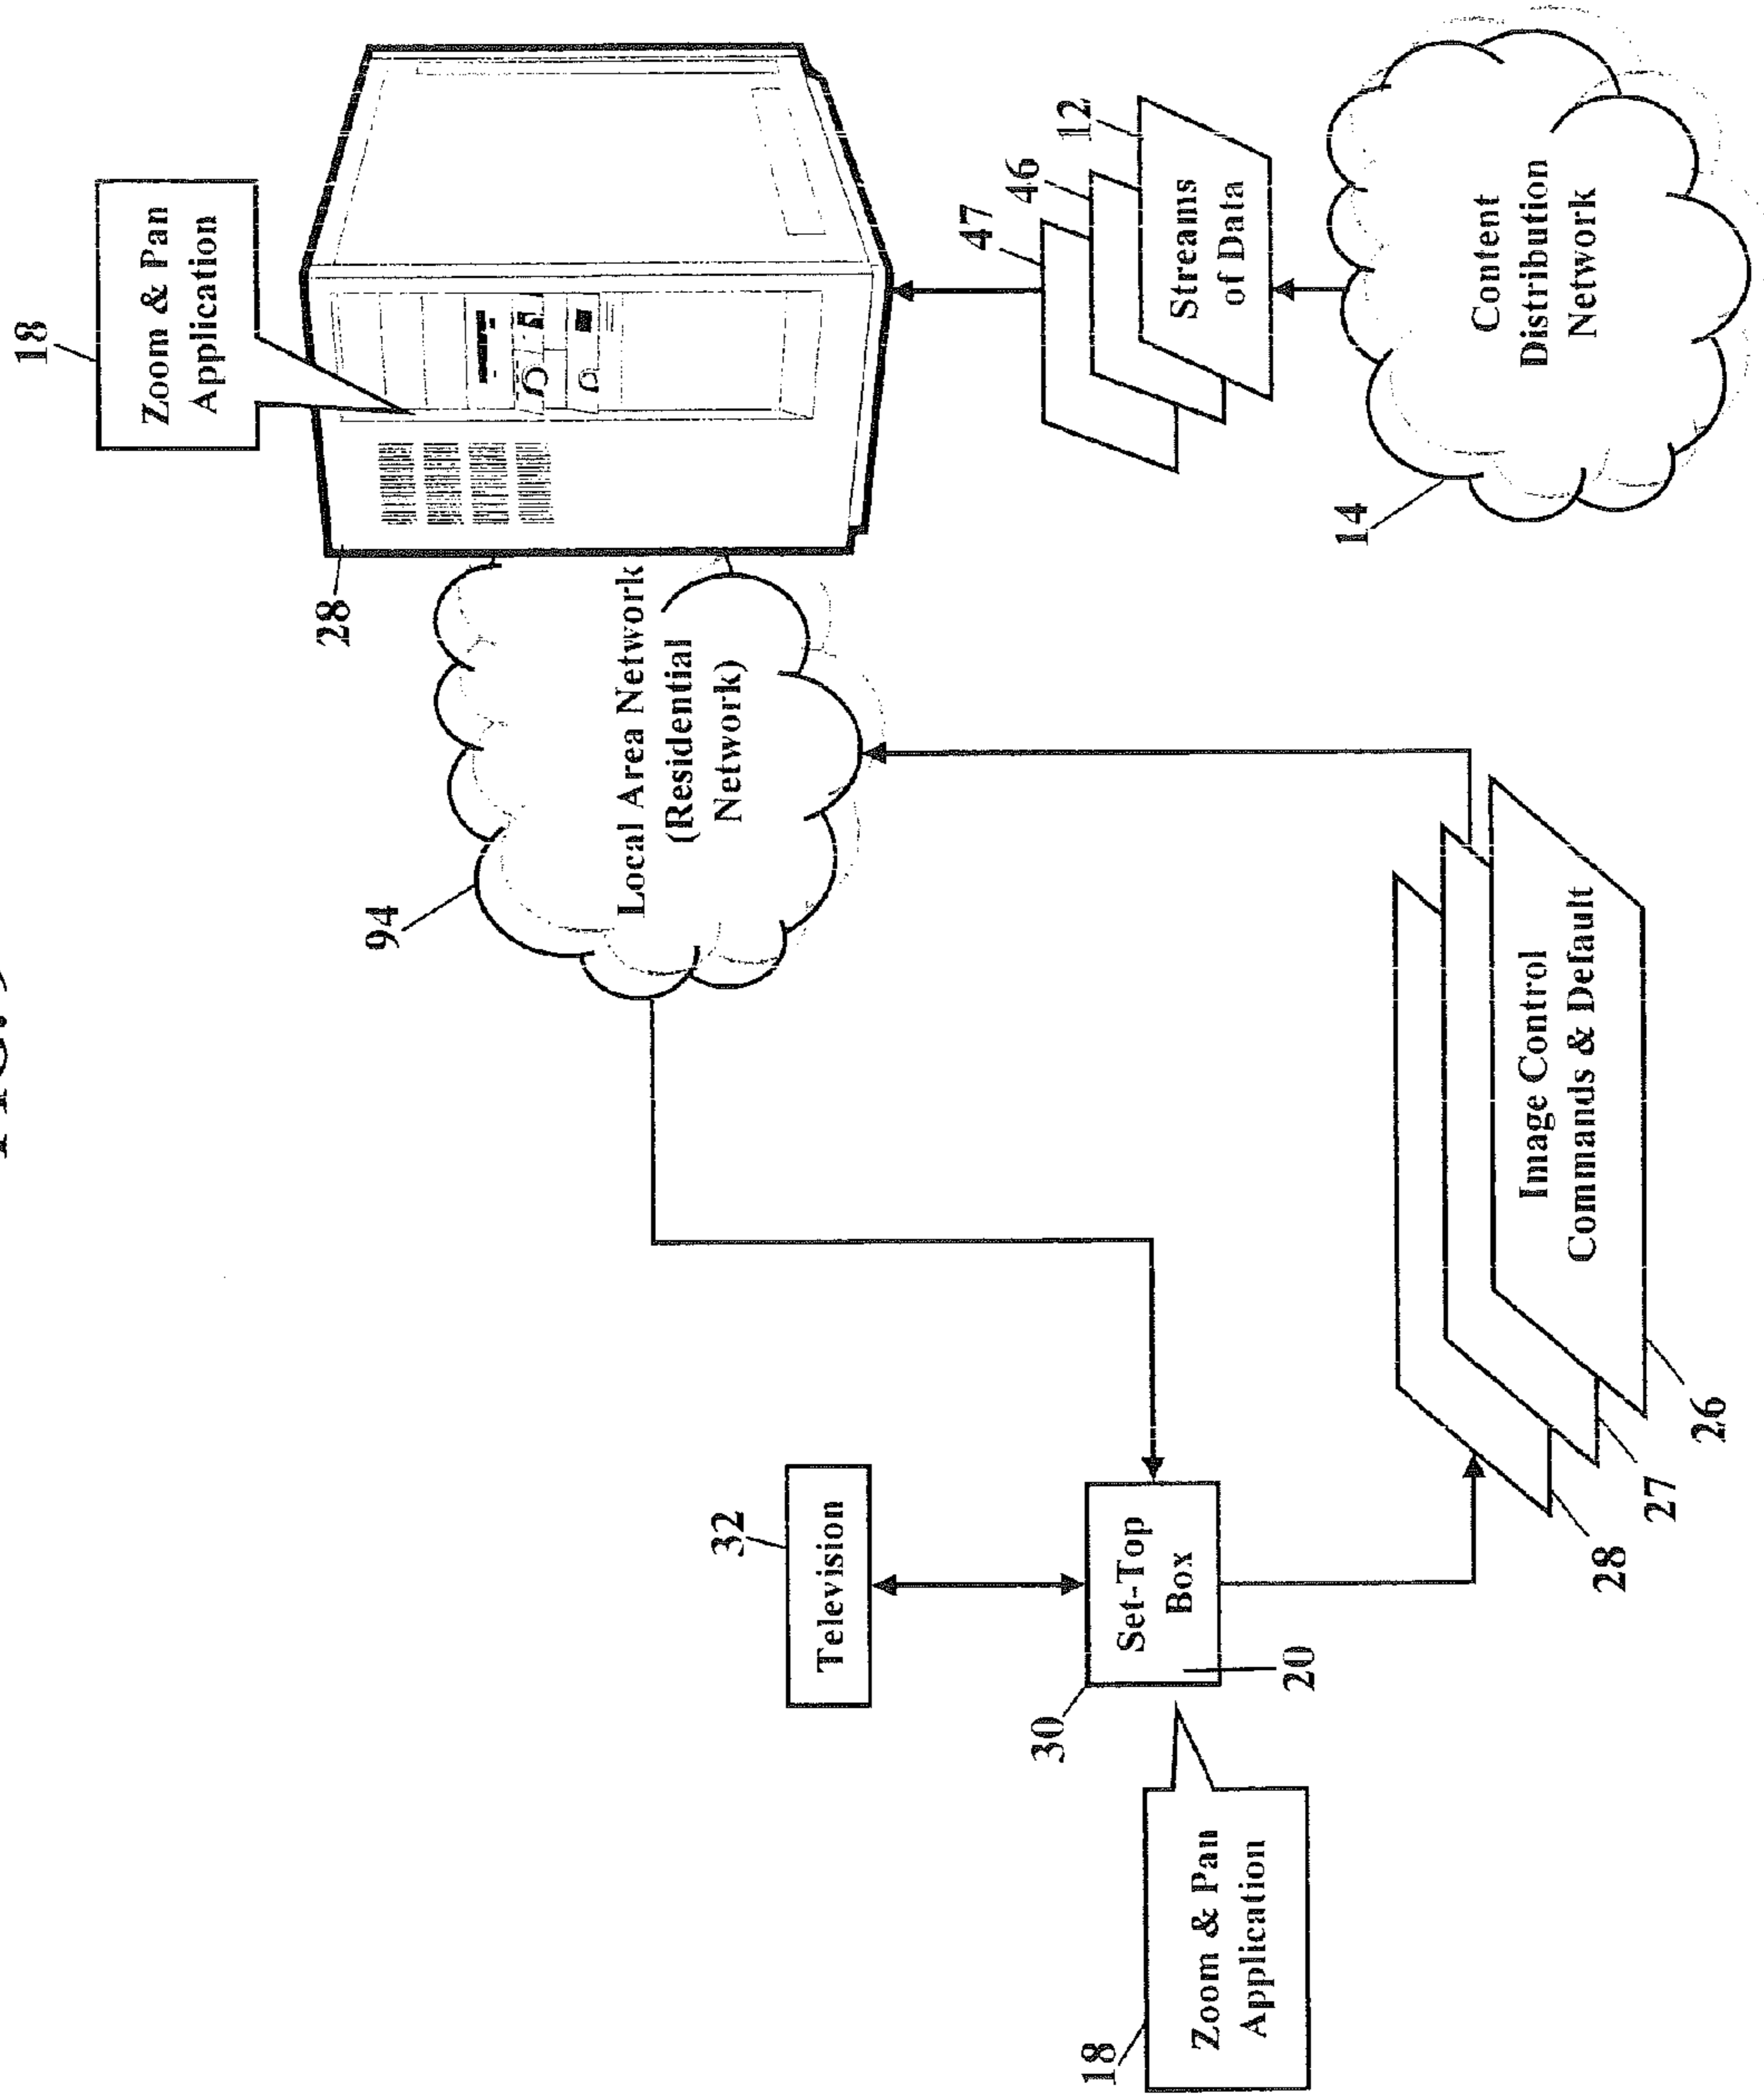 18
Zoom & Pan
Application
28
94
Local Area Network
(Residential
Network)
32
Television
30
Set-Top
Box
20
18
Zoom & Pan
Application
47
46
12
Streams
of Data
14
Content
Distribution
Network
Image Control
Commands & Default
28
27
26